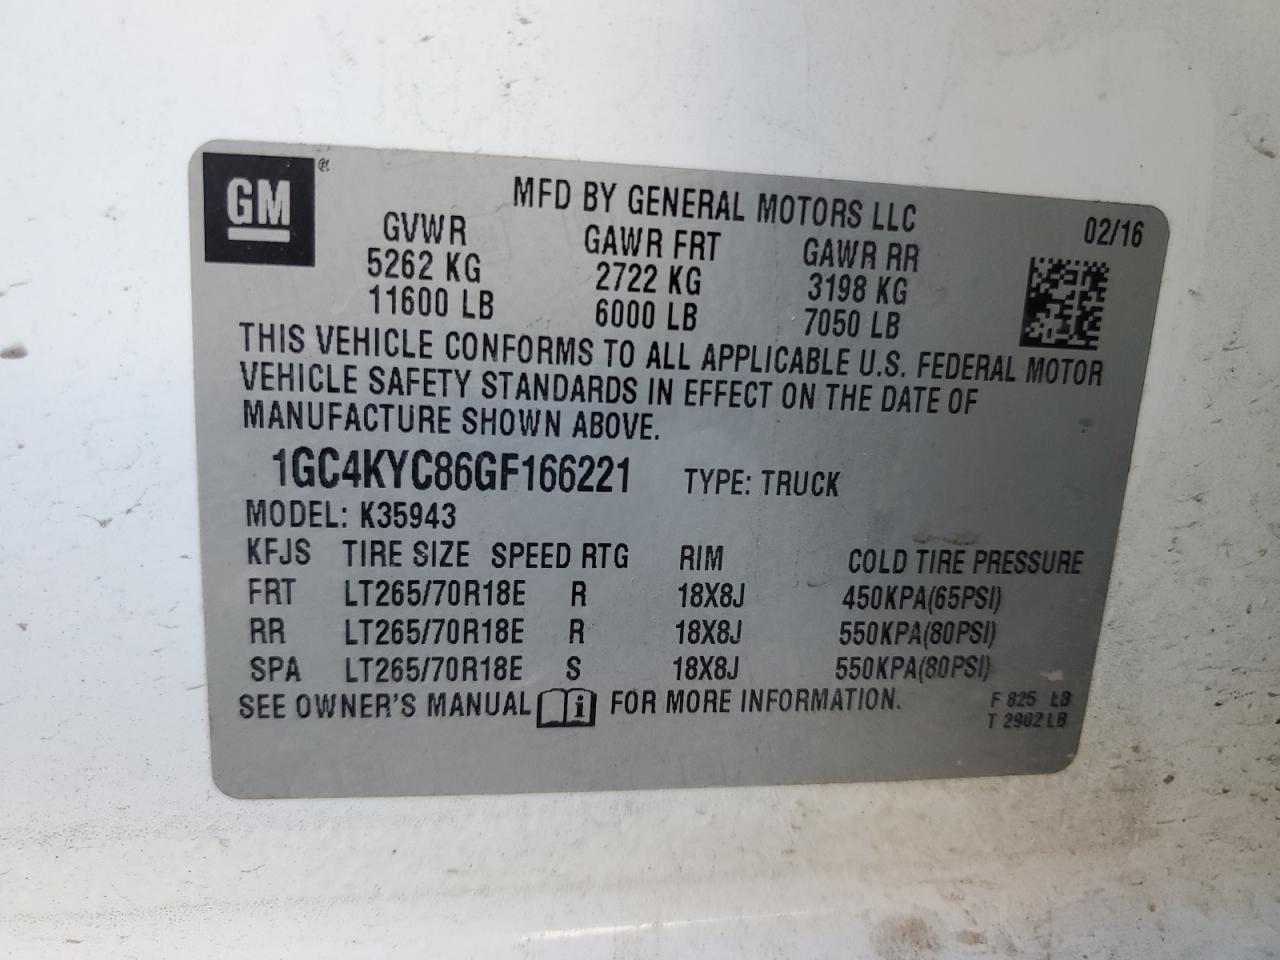 GM
MFD BY GENERAL MOTORS LLC 02/16
GVWR GAWR FRT GAWR RR
5262 KG 2722 KG 3198 KG
11600 LB 6000 LB 7050 LB
THIS VEHICLE CONFORMS TO ALL APPLICABLE U.S. FEDERAL MOTOR
VEHICLE SAFETY STANDARDS IN EFFECT ON THE DATE OF
MANUFACTURE SHOWN ABOVE.
1GC4KYC86GF166221 TYPE: TRUCK
MODEL: K35943
KFJS TIRE SIZE SPEED RTG RIM COLD TIRE PRESSURE
FRT LT265/70R18E R 18X8J 450KPA(65PSI)
RR LT265/70R18E R 18X8J 550KPA(80PSI)
SPA LT265/70R18E S 18X8J 550KPA(80PSI)
SEE OWNER'S MANUAL i FOR MORE INFORMATION.
F 825 LB
T 2902 LB